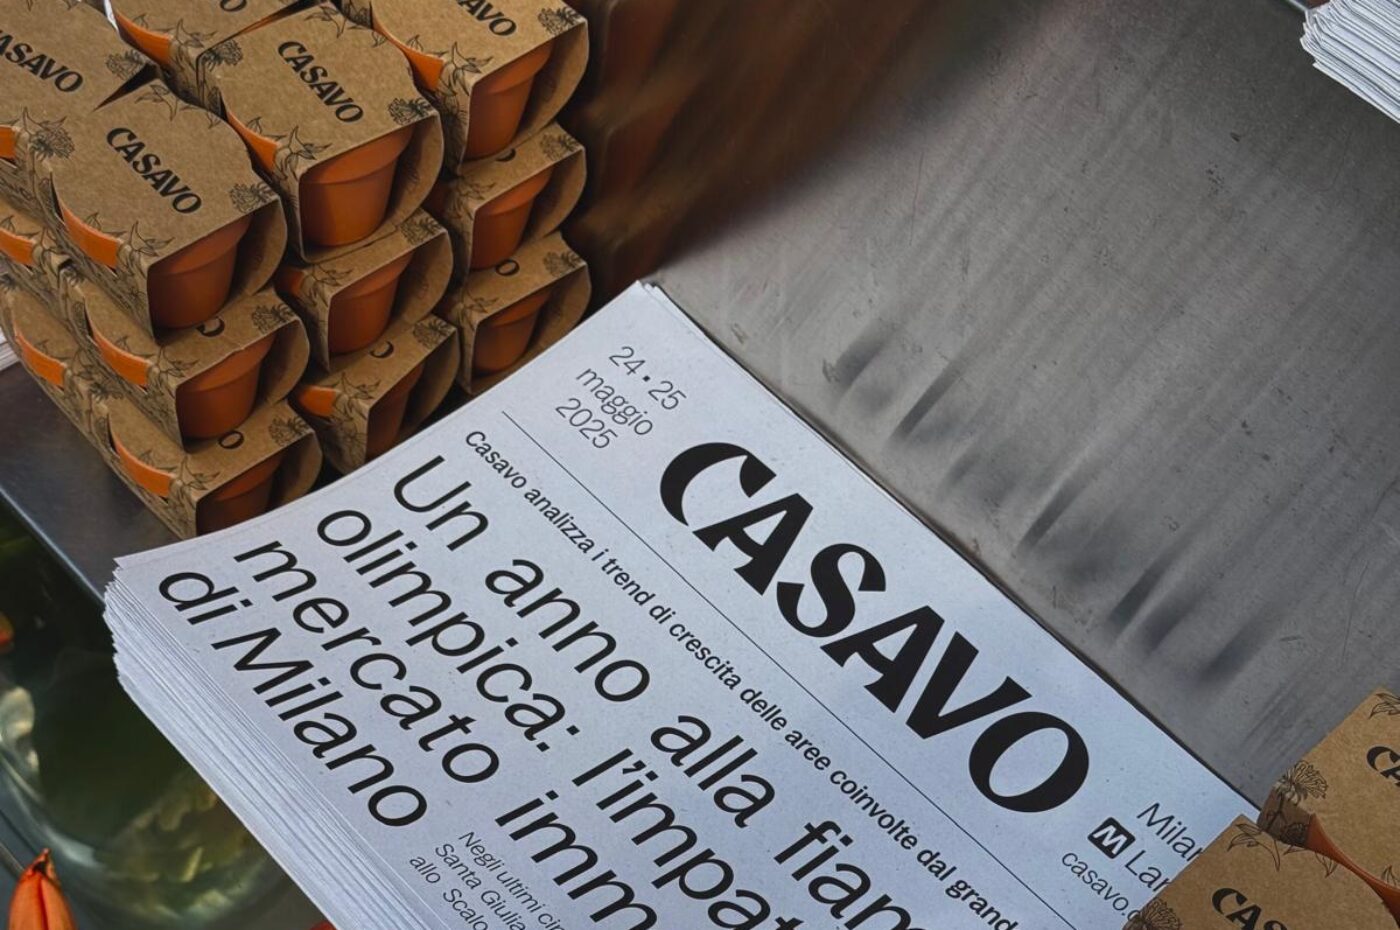 CASAVO
CASAVO
CASAVO
CASAVO
24•25
maggio
2025
CASAVO
Casavo analizza i trend di crescita delle aree coinvolte dal grand
Un anno alla fiam
olimpica: l'impat
mercato imm
di Milano
Negli ultimi cin
Santa Giulia
allo Scalo
Milan
M Lar
casavo.c
CAS